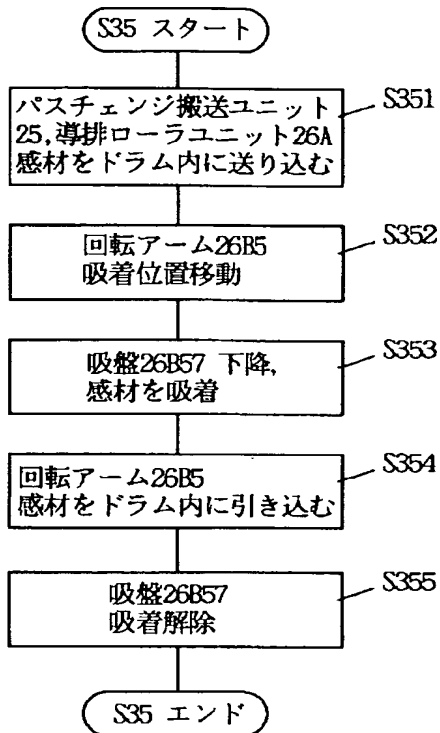 S35 スタート
S351
パスチェンジ搬送ユニット
25,導排ローラユニット26A
感材をドラム内に送り込む
S352
回転アーム26B5
吸着位置移動
S353
吸盤26B57 下降,
感材を吸着
S354
回転アーム26B5
感材をドラム内に引き込む
S355
吸盤26B57
吸着解除
S35 エンド